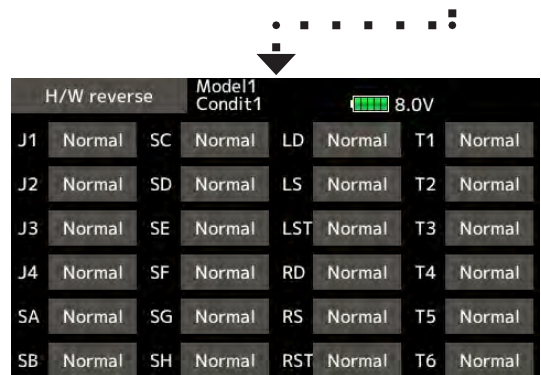 H/W reverse Model1 8.0V
Condit1
J1 Normal SC Normal LD Normal T1 Normal
J2 Normal SD Normal LS Normal T2 Normal
J3 Normal SE Normal LST Normal T3 Normal
J4 Normal SF Normal RD Normal T4 Normal
SA Normal SG Normal RS Normal T5 Normal
SB Normal SH Normal RST Normal T6 Normal